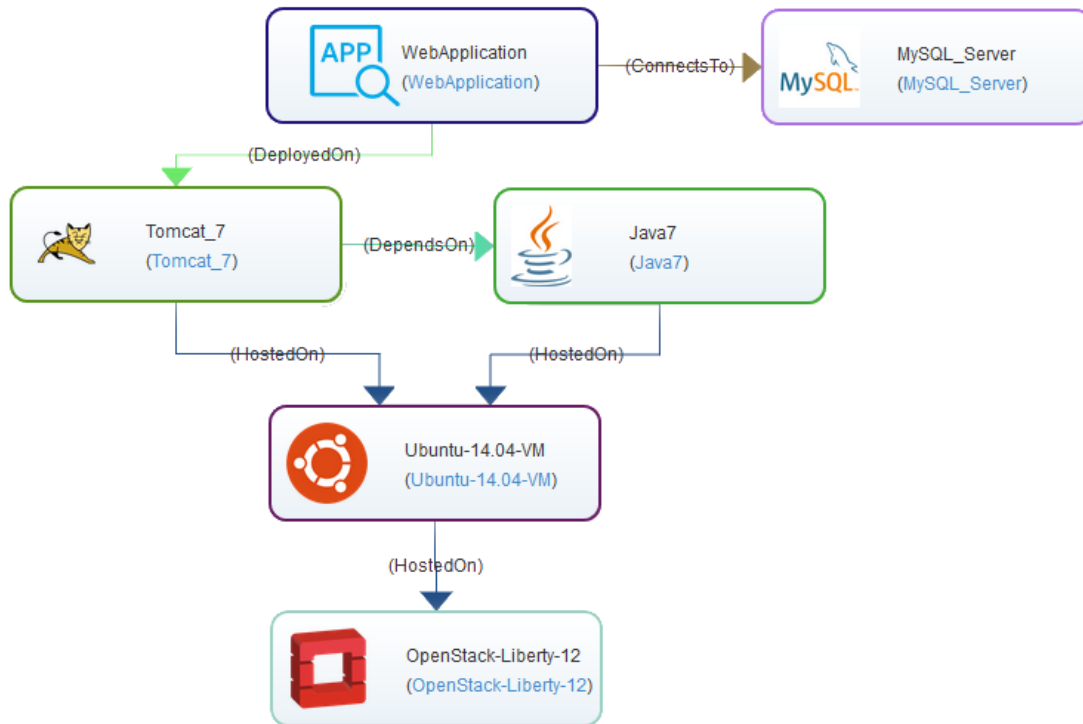 APP
WebApplication
(WebApplication)
(ConnectsTo)
MySQL™
MySQL_Server
(MySQL_Server)
(DeployedOn)
Tomcat_7
(Tomcat_7)
(DependsOn)
Java7
(Java7)
(HostedOn)
(HostedOn)
Ubuntu-14.04-VM
(Ubuntu-14.04-VM)
(HostedOn)
OpenStack-Liberty-12
(OpenStack-Liberty-12)